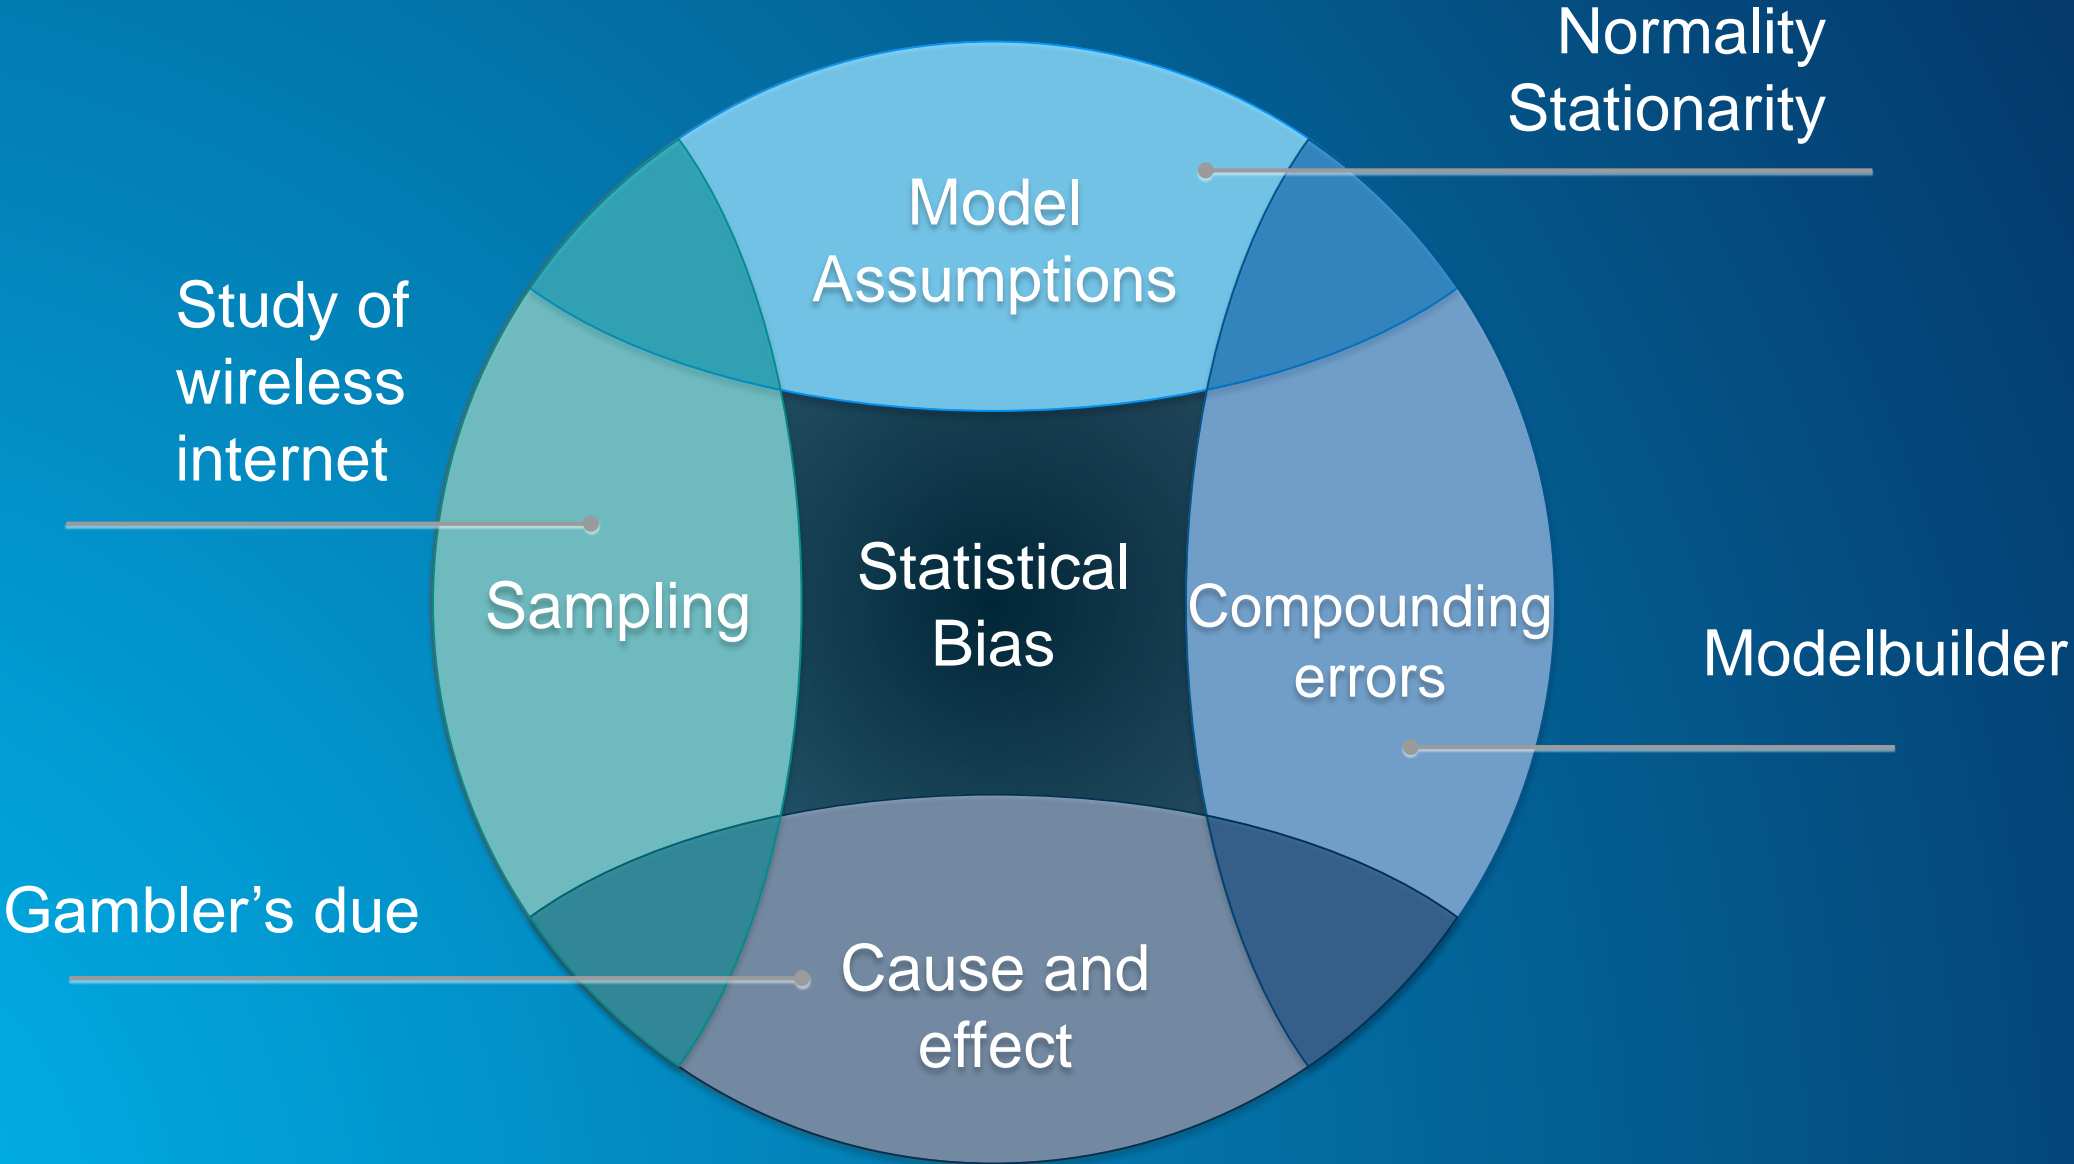 Normality
Stationarity
Model
Assumptions
Study of
wireless
internet
Sampling
Statistical
Bias
Compounding
errors
Modelbuilder
Gambler’s due
Cause and
effect